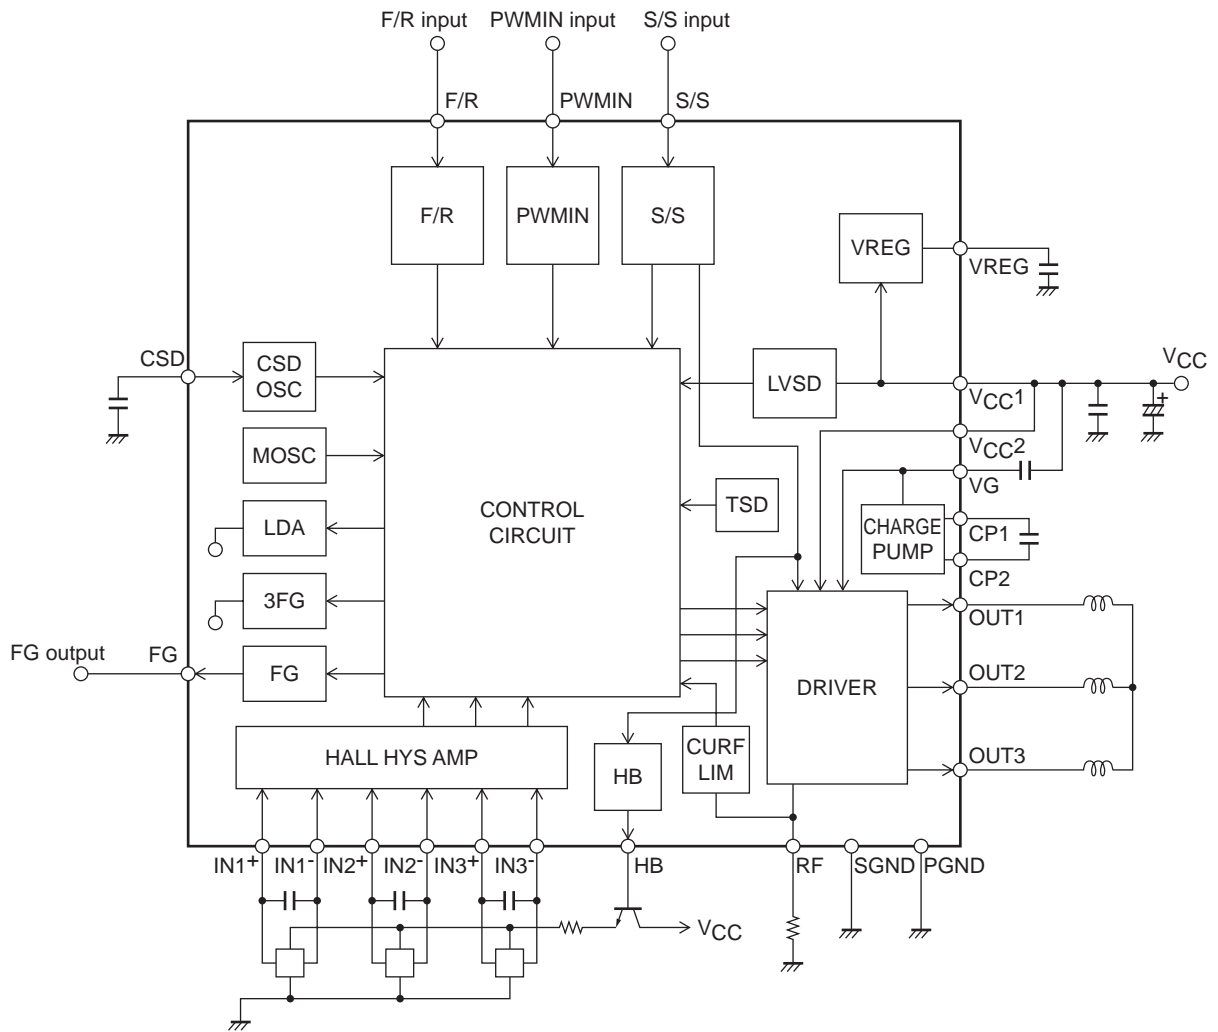 F/R input PWMIN input S/S input
F/R PWMIN S/S
F/R PWMIN S/S
VREG
VREG
CSD
CSD
OSC
LVSD
VCC
VCC1
MOSC
VCC2
VG
CONTROL
CIRCUIT
TSD
LDA
CHARGE
PUMP
CP1
CP2
3FG
OUT1
FG output
FG
FG
DRIVER
OUT2
HALL HYS AMP
HB
CURF
LIM
OUT3
IN1+ IN1- IN2+ IN2- IN3+ IN3- HB RF SGND PGND
VCC
+